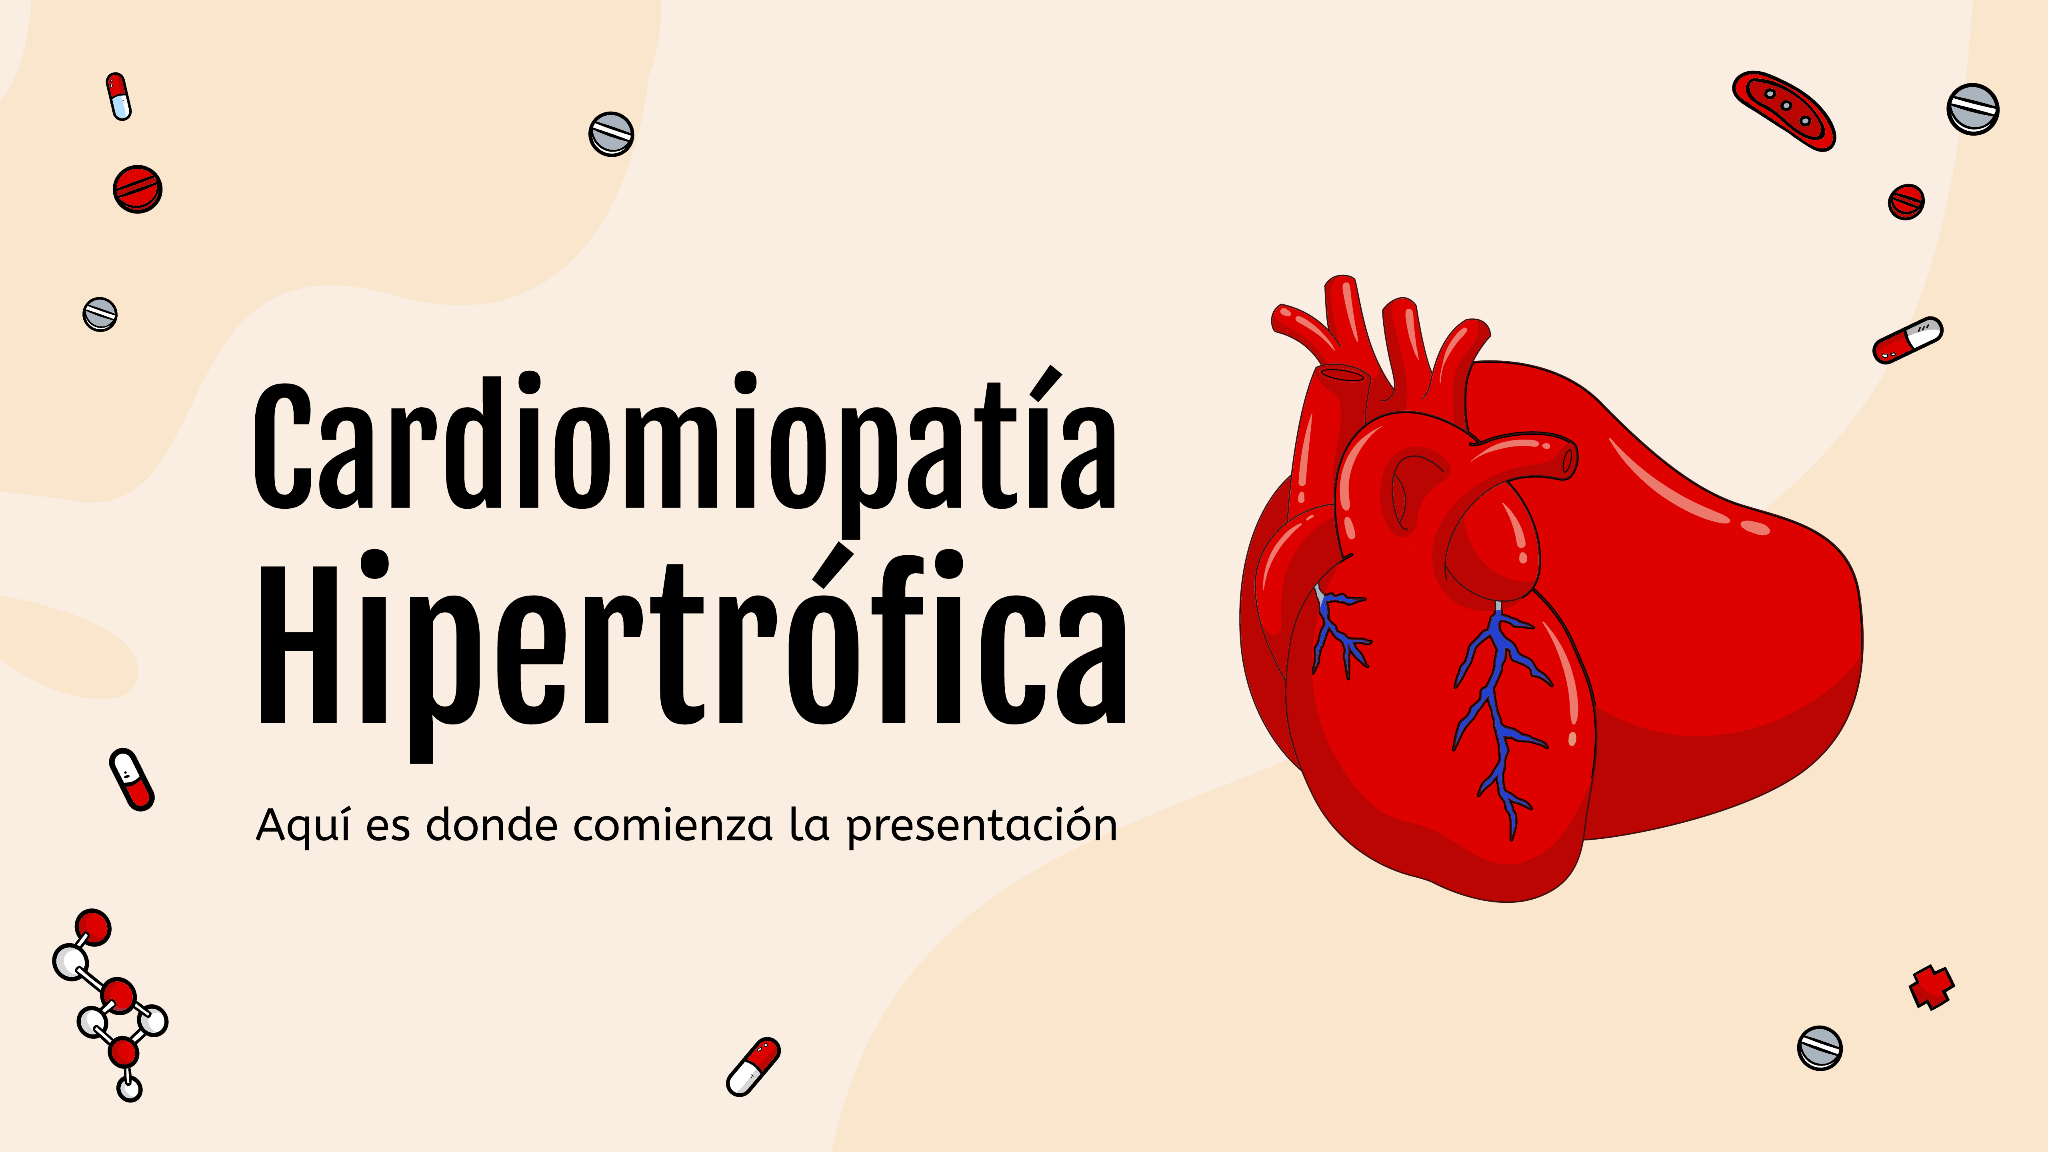 Cardiomiopatía
Hipertrófica
Aquí es donde comienza la presentación